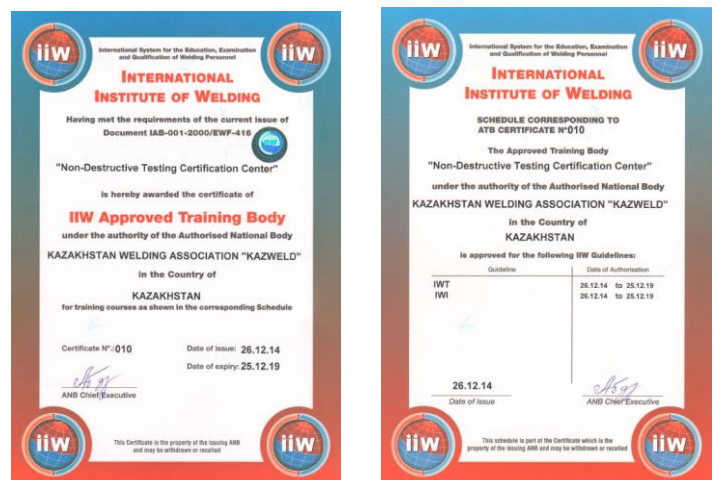 iiw
iiw
International System for the Education, Examination
and Qualification of Welding Personnel
INTERNATIONAL
INSTITUTE OF WELDING
Having met the requirements of the current issue of
Document IAB-001-2000/EWF-416
"Non-Destructive Testing Certification Center"
is hereby awarded the certificate of
IIW Approved Training Body
under the authority of the Authorised National Body
KAZAKHSTAN WELDING ASSOCIATION "KAZWELD"
in the Country of
KAZAKHSTAN
for training courses as shown in the corresponding Schedule
Certificate Nº.: 010 Date of issue: 26.12.14
Date of expiry: 25.12.19
ANB Chief Executive
iiw
iiw
This Certificate is the property of the issuing ANB
and may be withdrawn or recalled
iiw
iiw
International System for the Education, Examination
and Qualification of Welding Personnel
INTERNATIONAL
INSTITUTE OF WELDING
SCHEDULE CORRESPONDING TO
ATB CERTIFICATE Nº010
The Approved Training Body
"Non-Destructive Testing Certification Center"
under the authority of the Authorised National Body
KAZAKHSTAN WELDING ASSOCIATION "KAZWELD"
in the Country of
KAZAKHSTAN
is approved for the following IIW Guidelines:
Guideline Date of Authorisation
IWT 26.12.14 to 25.12.19
IWI 26.12.14 to 25.12.19
26.12.14
Date of issue ANB Chief Executive
iiw
iiw
This schedule is part of the Certificate which is the
property of the issuing ANB and may be withdrawn or recalled